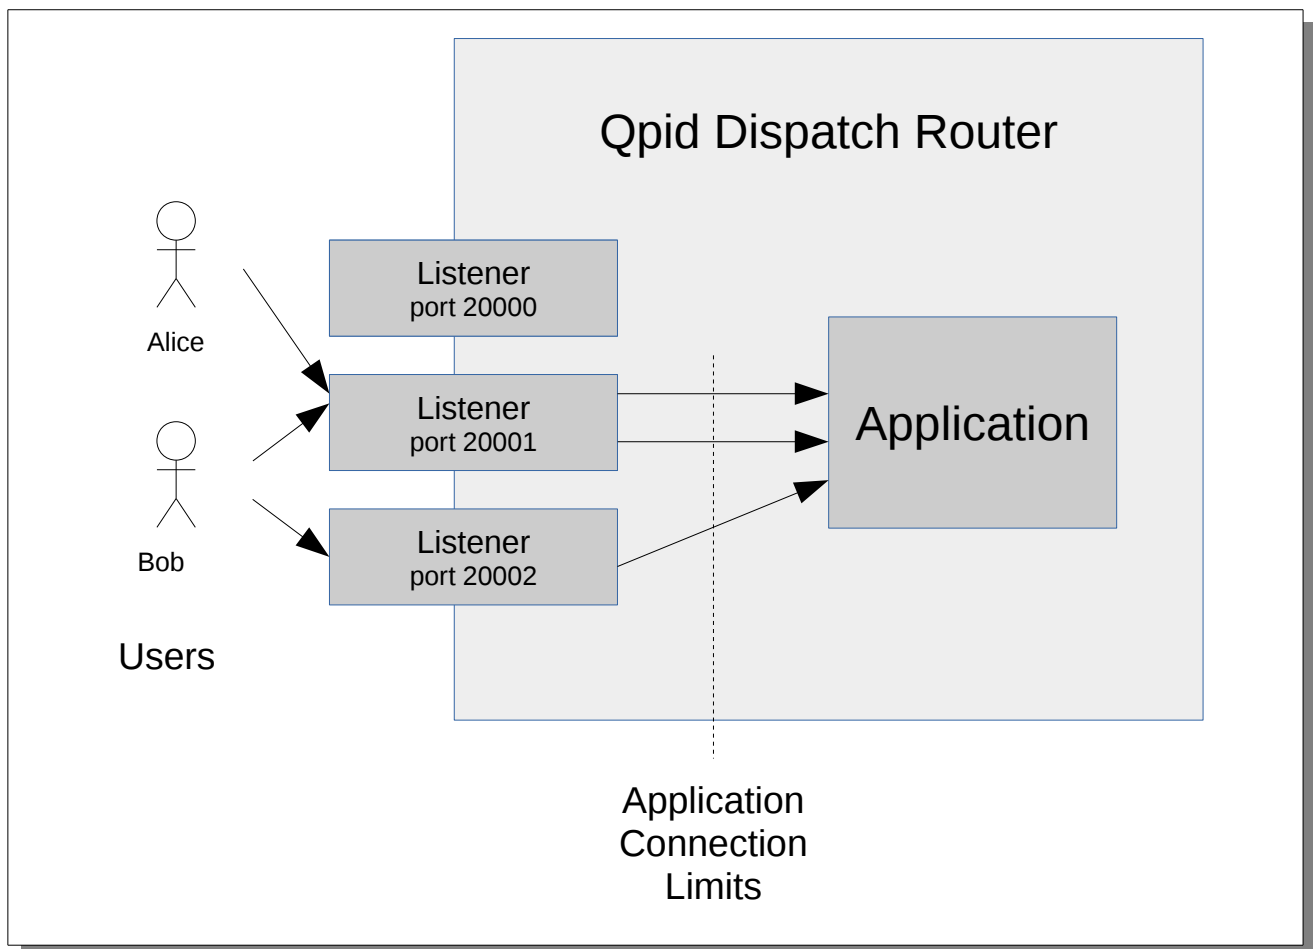 Qpid Dispatch Router
Listener
port 20000
Alice
Listener
port 20001
Application
Listener
port 20002
Bob
Users
Application
Connection
Limits